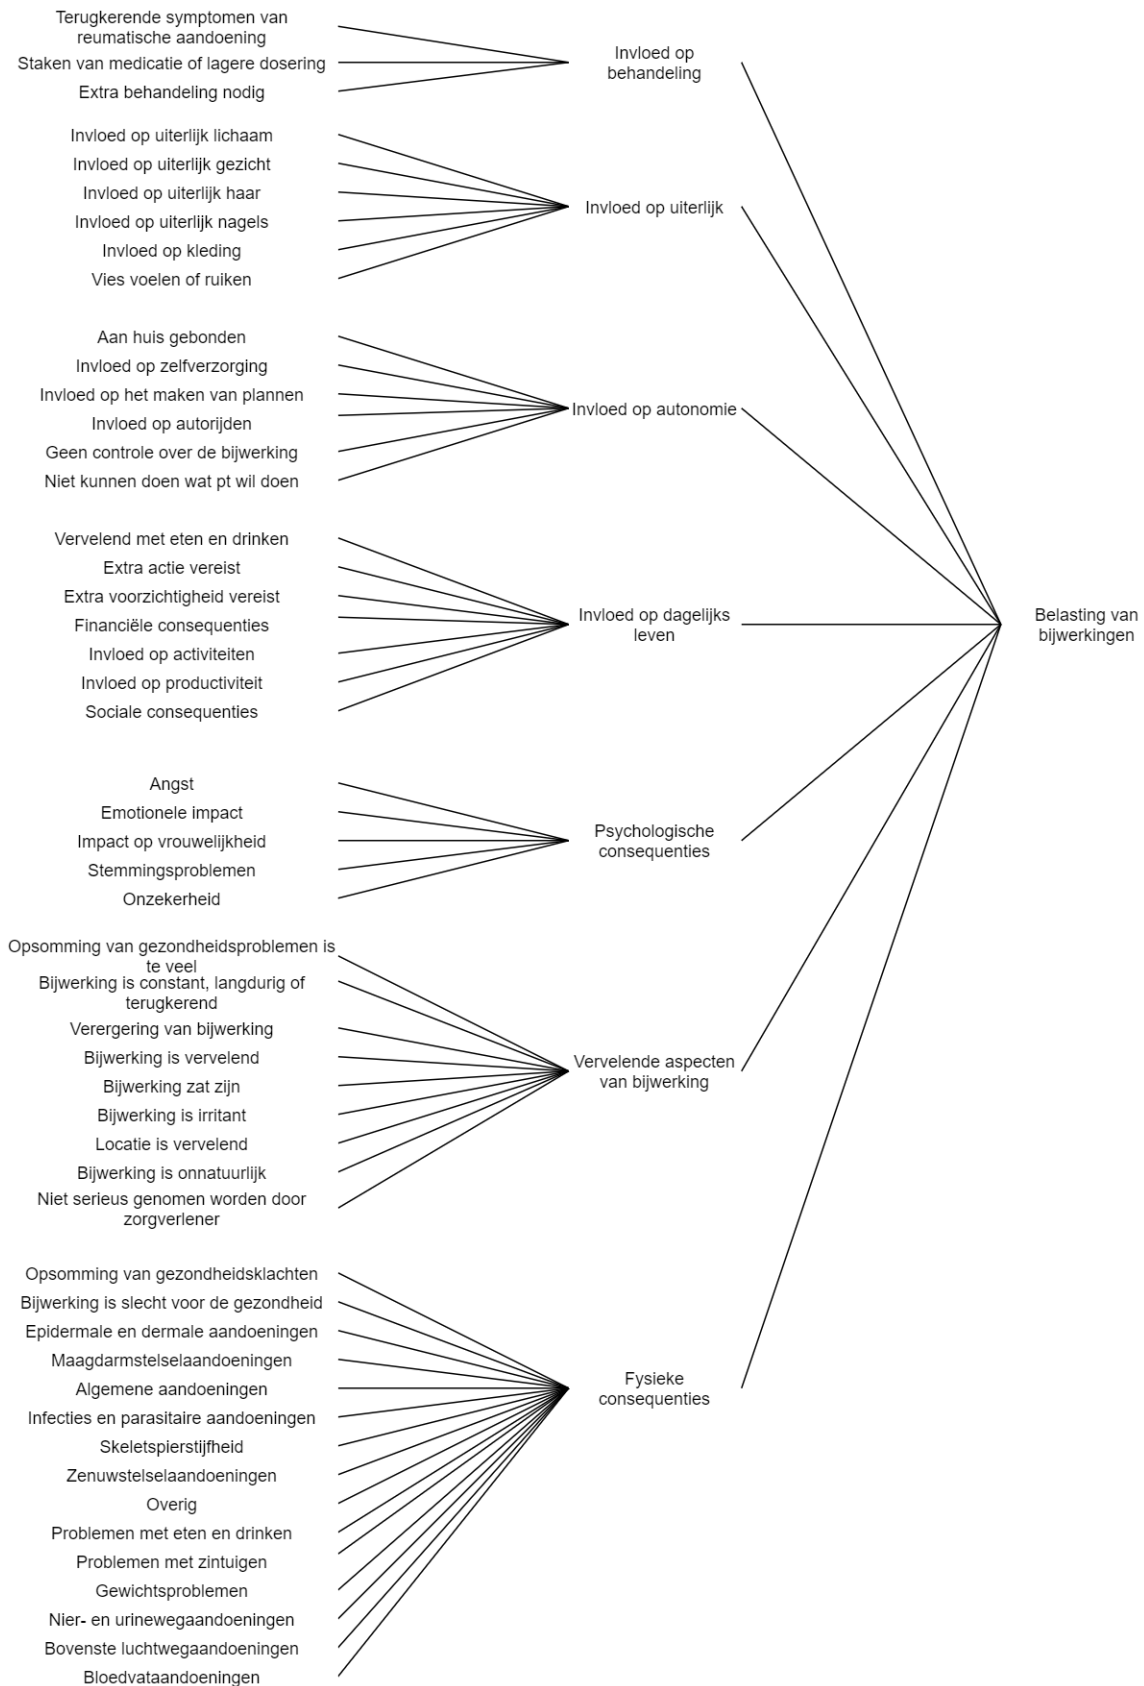 Terugkerende symptomen van
reumatische aandoening
Staken van medicatie of lagere dosering
Extra behandeling nodig
Invloed op
behandeling
Invloed op uiterlijk lichaam
Invloed op uiterlijk gezicht
Invloed op uiterlijk haar
Invloed op uiterlijk nagels
Invloed op kleding
Vies voelen of ruiken
Invloed op uiterlijk
Aan huis gebonden
Invloed op zelfverzorging
Invloed op het maken van plannen
Invloed op autorijden
Geen controle over de bijwerking
Niet kunnen doen wat pt wil doen
Invloed op autonomie
Vervelend met eten en drinken
Extra actie vereist
Extra voorzichtigheid vereist
Financiële consequenties
Invloed op activiteiten
Invloed op productiviteit
Sociale consequenties
Invloed op dagelijks
leven
Belasting van
bijwerkingen
Angst
Emotionele impact
Impact op vrouwelijkheid
Stemmingsproblemen
Onzekerheid
Psychologische
consequenties
Opsomming van gezondheidsproblemen is
te veel
Bijwerking is constant, langdurig of
terugkerend
Verergering van bijwerking
Bijwerking is vervelend
Bijwerking zat zijn
Bijwerking is irritant
Locatie is vervelend
Bijwerking is onnatuurlijk
Niet serieus genomen worden door
zorgverlener
Vervelende aspecten
van bijwerking
Opsomming van gezondheidsklachten
Bijwerking is slecht voor de gezondheid
Epidermale en dermale aandoeningen
Maagdarmstelselaandoeningen
Algemene aandoeningen
Infecties en parasitaire aandoeningen
Skeletspierstijfheid
Zenuwstelselaandoeningen
Overig
Problemen met eten en drinken
Problemen met zintuigen
Gewichtsproblemen
Nier- en urinewegaandoeningen
Bovenste luchtwegaandoeningen
Bloedvataandoeningen
Fysieke
consequenties